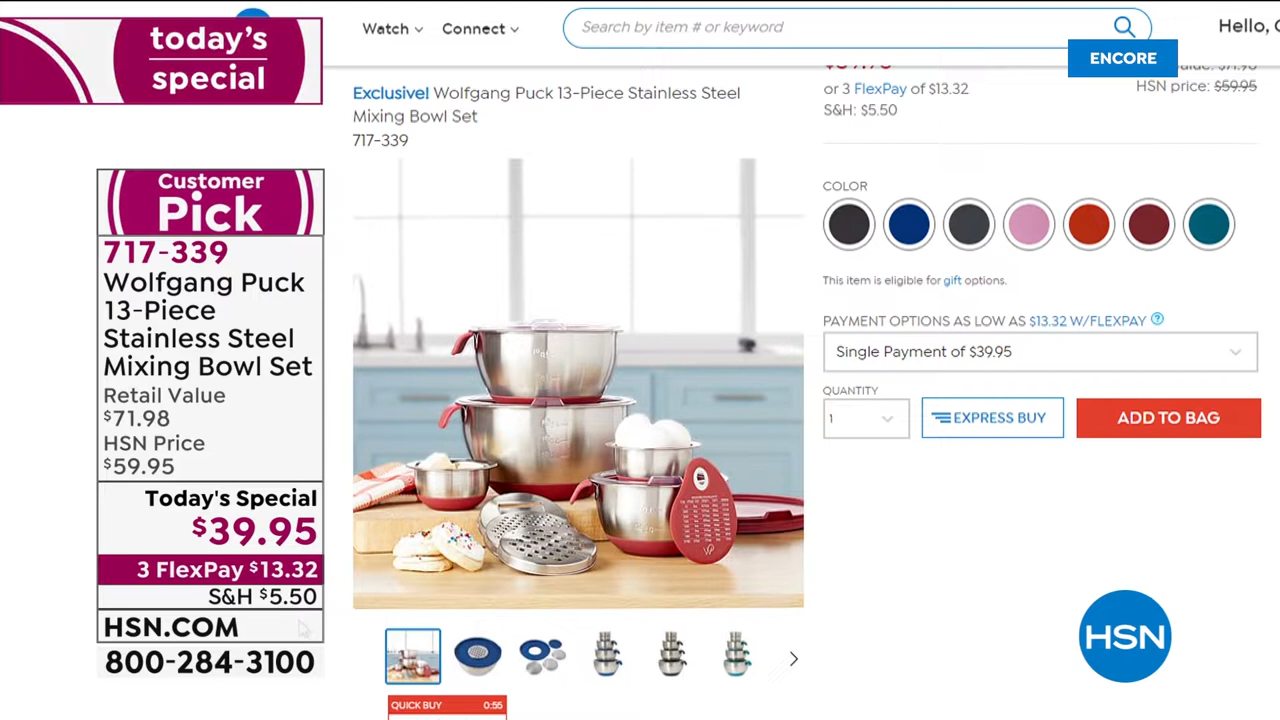 today's
special
Customer
Pick
717-339
Wolfgang Puck
13-Piece
Stainless Steel
Mixing Bowl Set
Retail Value
$71.98
HSN Price
$59.95
Today's Special
$39.95
3 FlexPay $13.32
S&H $5.50
HSN.COM
800-284-3100
Watch
Connect
Search by item # or keyword
Hello,
ENCORE
Exclusive! Wolfgang Puck 13-Piece Stainless Steel
Mixing Bowl Set
717-339
or 3 FlexPay of $13.32
HSN price: $59.95
S&H: $5.50
COLOR
This item is eligible for gift options.
PAYMENT OPTIONS AS LOW AS $13.32 W/FLEXPAY ?
Single Payment of $39.95
QUANTITY
1
EXPRESS BUY
ADD TO BAG
HSN
QUICK BUY 0:55